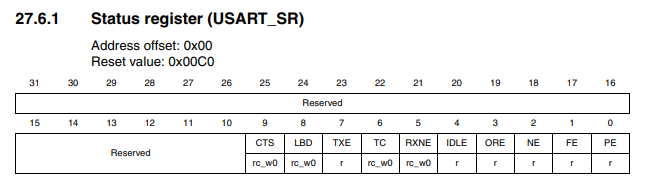 27.6.1 Status register (USART_SR)
Address offset: 0x00
Reset value: 0x00C0
31 30 29 28 27 26 25 24 23 22 21 20 19 18 17 16
Reserved
15 14 13 12 11 10 9 8 7 6 5 4 3 2 1 0
Reserved CTS LBD TXE TC RXNE IDLE ORE NE FE PE
rc_w0 rc_w0 r rc_w0 rc_w0 r r r r r